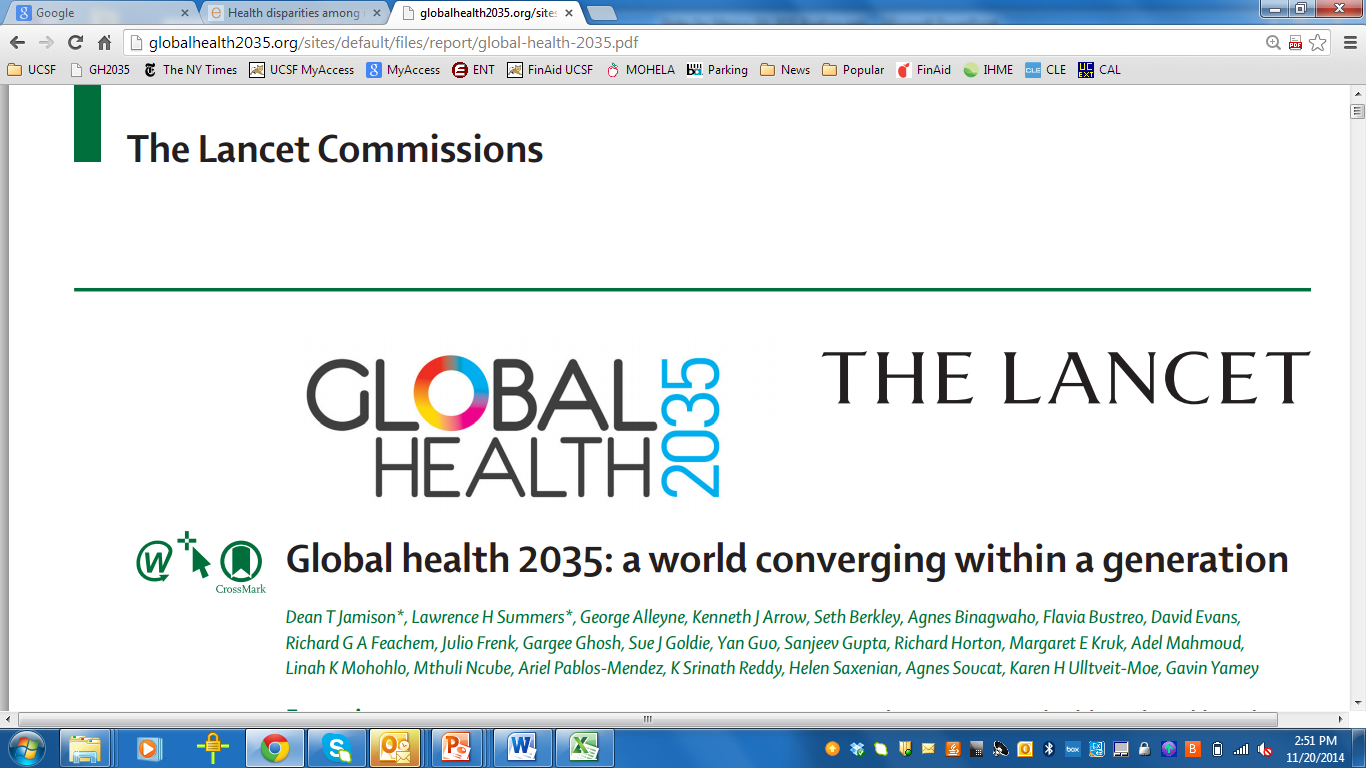 Google
Health disparities among
globalhealth2035.org/sites
globalhealth2035.org/sites/default/files/report/global-health-2035.pdf
UCSF GH2035 The NY Times UCSF MyAccess MyAccess ENT FinAid UCSF MOHELA Parking News Popular FinAid IHME CLE CAL
The Lancet Commissions
GLOBAL
HEALTH
2035
THE LANCET
CrossMark
Global health 2035: a world converging within a generation
Dean T Jamison*, Lawrence H Summers*, George Alleyne, Kenneth J Arrow, Seth Berkley, Agnes Binagwaho, Flavia Bustreo, David Evans,
Richard G A Feachem, Julio Frenk, Gargee Ghosh, Sue J Goldie, Yan Guo, Sanjeev Gupta, Richard Horton, Margaret E Kruk, Adel Mahmoud,
Linah K Mohohlo, Mthuli Ncube, Ariel Pablos-Mendez, K Srinath Reddy, Helen Saxenian, Agnes Soucat, Karen H Ulltveit-Moe, Gavin Yamey
2:51 PM
11/20/2014